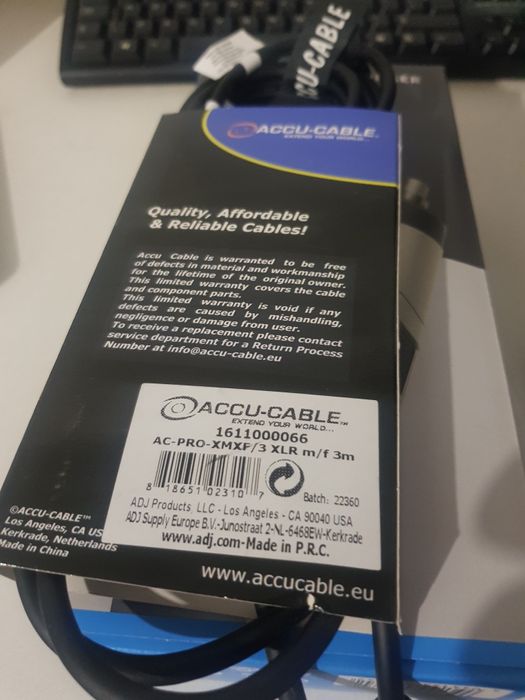 CCU-CABLE
ACCU-CABLE
EXTEND YOUR WORLD...
Quality, Affordable
& Reliable Cables!
Accu Cable is warranted to be free
of defects in material and workmanship
for the lifetime of the original owner.
This limited warranty covers the cable
and component parts.
This limited warranty is void if any
defects are caused by mishandling,
negligence or damage from user.
To receive a replacement please contact
service department for a Return Process
Number at info@accu-cable.eu
ACCU-CABLE™
EXTEND YOUR WORLD...
1611000066
AC-PRO-XMXF/3 XLR m/f 3m
8 18651 02310 7
Batch: 22360
ADJ Products, LLC - Los Angeles - CA 90040 USA
ADJ Supply Europe B.V.-Junostraat 2-NL-6468EW-Kerkrade
www.adj.com-Made in P.R.C.
©ACCU-CABLE™
Los Angeles, CA US
Kerkrade, Netherlands
Made in China
www.accucable.eu